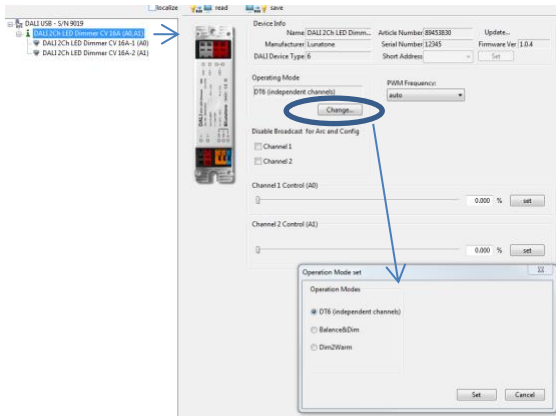 localize
read
save
DALI USB - S/N 9019
DALI 2Ch LED Dimmer CV 16A (A0,A1)
DALI 2Ch LED Dimmer CV 16A-1 (A0)
DALI 2Ch LED Dimmer CV 16A-2 (A1)
Device Info
Name DALI 2Ch LED Dimm... Article Number 89453830 Update...
Manufacturer Lunatone Serial Number 12345 Firmware Ver 1.0.4
DALI Device Type 6 Short Address Set
Operating Mode
PWM Frequency:
DT6 (independent channels)
auto
Change...
Disable Broadcast for Arc and Config
Channel 1
Channel 2
Channel 1 Control (A0)
0.000 % set
Channel 2 Control (A1)
0.000 % set
Operation Mode set
Operation Modes
DT6 (independent channels)
Balance&Dim
Dim2Warm
Set Cancel